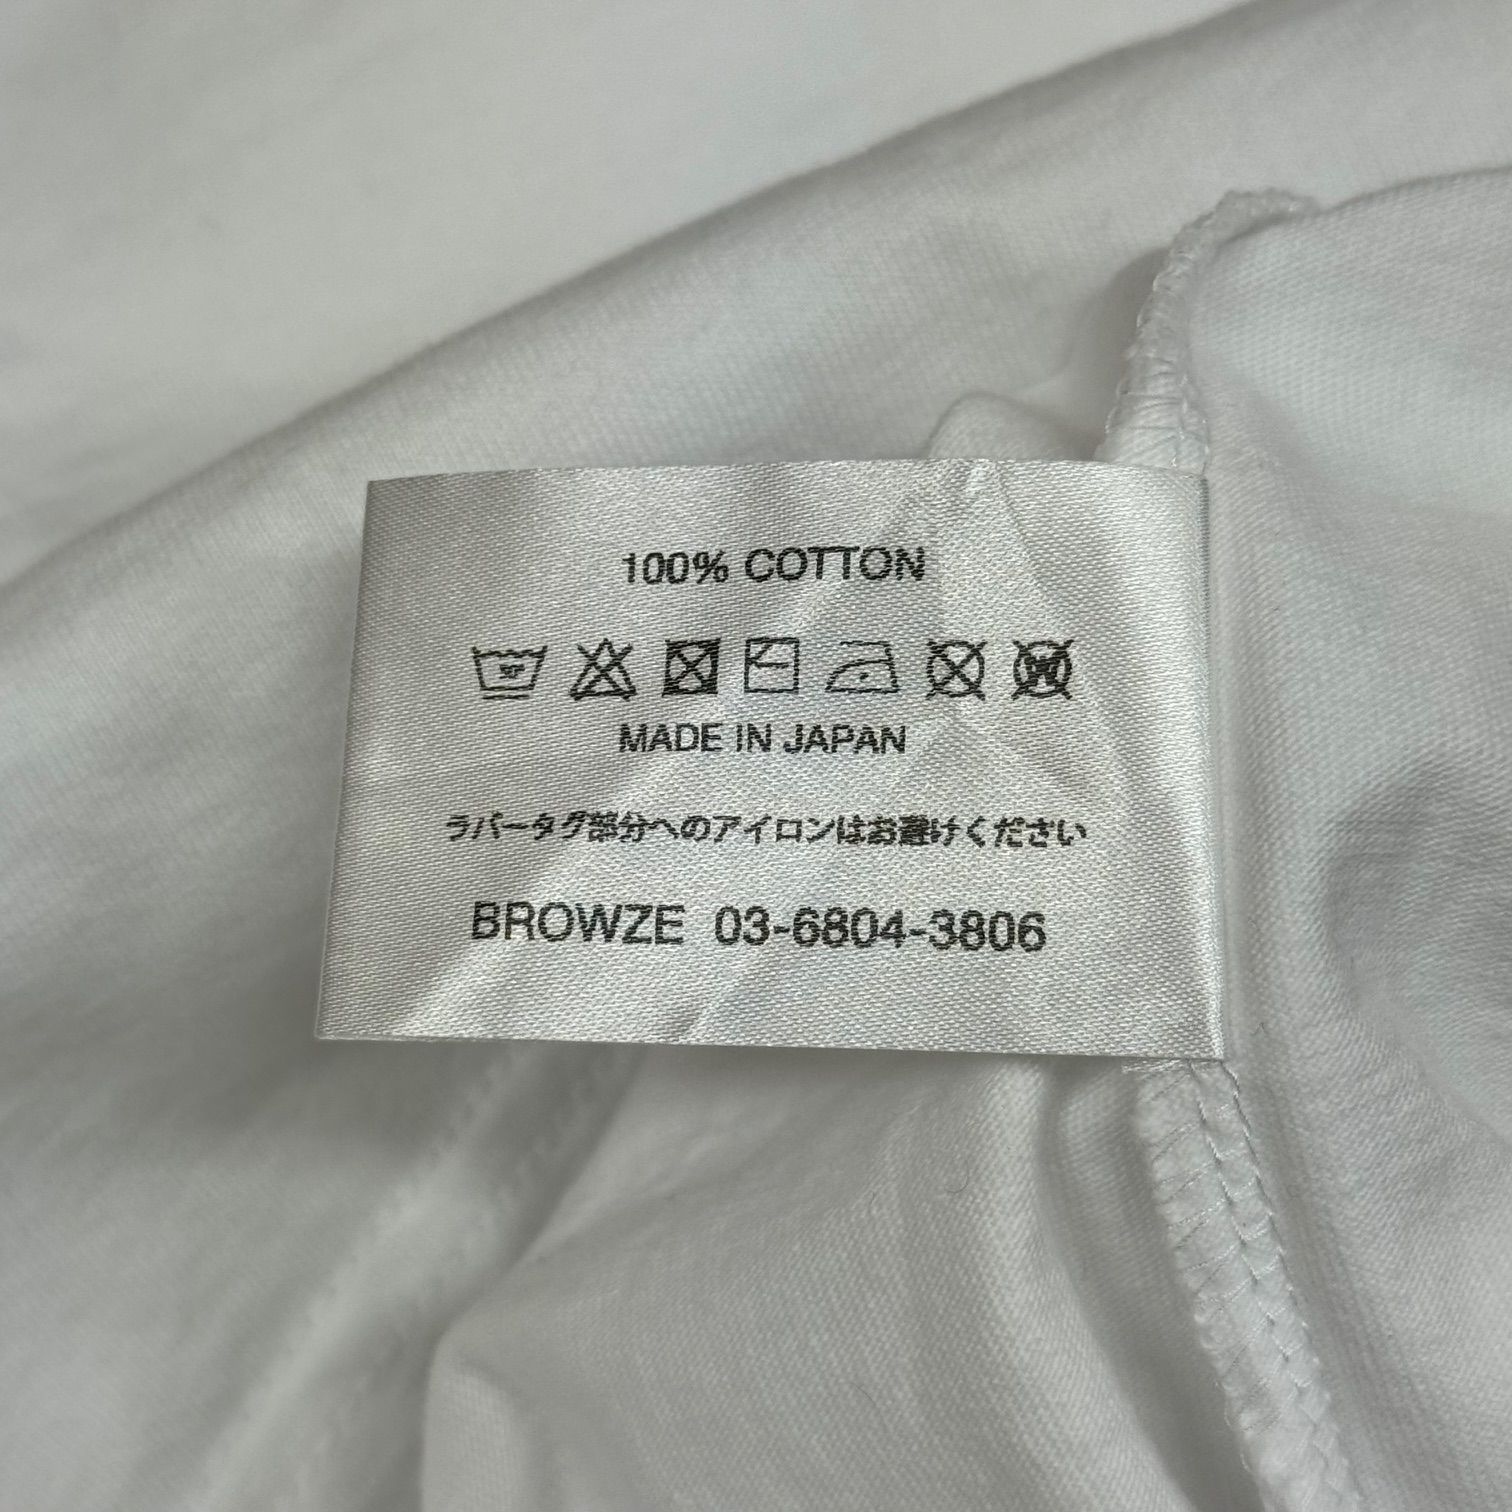 100% COTTON
MADE IN JAPAN
ラバータグ部分へのアイロンはお避けください
BROWZE 03-6804-3806